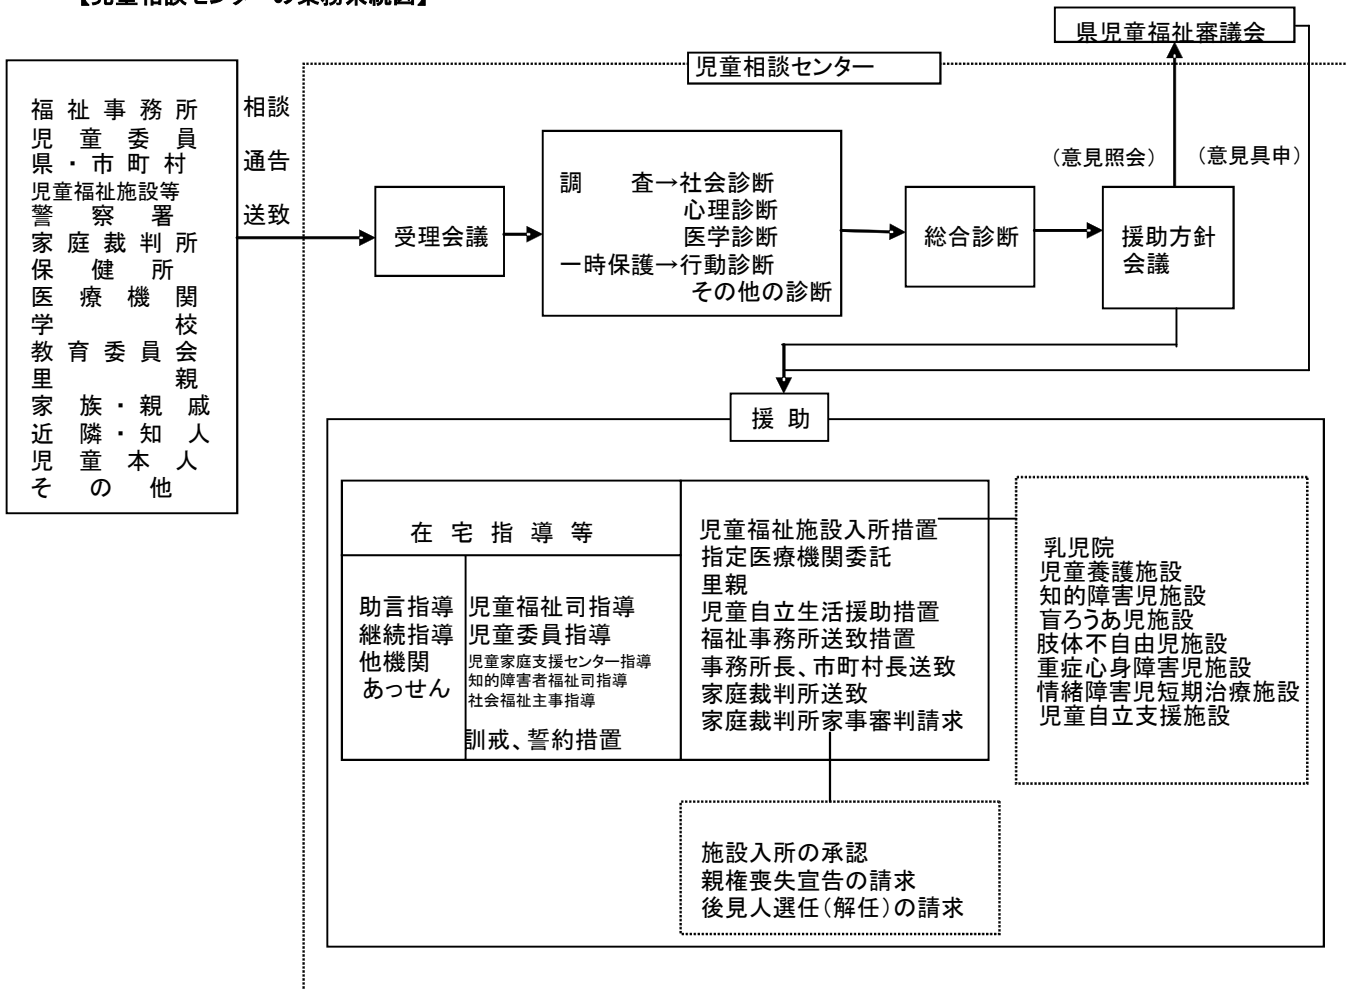 【児童相談センターの業務系統図】
県児童福祉審議会
児童相談センター
福祉事務所
児童委員
県・市町村
児童福祉施設等
警察署
家庭裁判所
保健所
医療機関
学校
教育委員会
里親
家族・親戚
近隣・知人
児童本人
その他
相談
通告
送致
受理会議
調　　査→社会診断
心理診断
医学診断
一時保護→行動診断
その他の診断
総合診断
(意見照会)
(意見具申)
援助方針
会議
援 助
在 宅 指 導 等
助言指導
継続指導
他機関
あっせん
児童福祉司指導
児童委員指導
児童家庭支援センター指導
知的障害者福祉司指導
社会福祉主事指導
訓戒、誓約措置
児童福祉施設入所措置
指定医療機関委託
里親
児童自立生活援助措置
福祉事務所送致措置
事務所長、市町村長送致
家庭裁判所送致
家庭裁判所家事審判請求
乳児院
児童養護施設
知的障害児施設
盲ろうあ児施設
肢体不自由児施設
重症心身障害児施設
情緒障害児短期治療施設
児童自立支援施設
施設入所の承認
親権喪失宣告の請求
後見人選任(解任)の請求